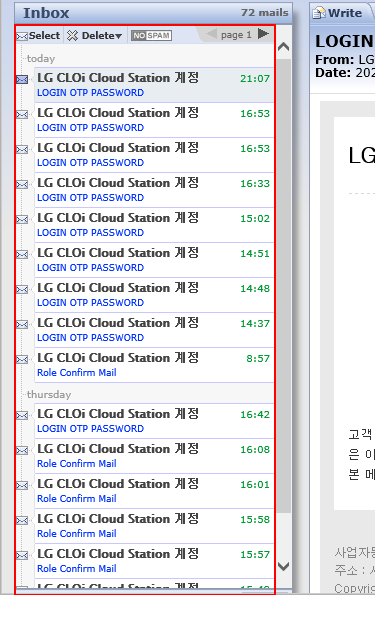 Inbox 72 mails
Select Delete NO SPAM page 1
today
LG CLOi Cloud Station 계정 21:07
LOGIN OTP PASSWORD
LG CLOi Cloud Station 계정 16:53
LOGIN OTP PASSWORD
LG CLOi Cloud Station 계정 16:53
LOGIN OTP PASSWORD
LG CLOi Cloud Station 계정 16:33
LOGIN OTP PASSWORD
LG CLOi Cloud Station 계정 15:02
LOGIN OTP PASSWORD
LG CLOi Cloud Station 계정 14:51
LOGIN OTP PASSWORD
LG CLOi Cloud Station 계정 14:48
LOGIN OTP PASSWORD
LG CLOi Cloud Station 계정 14:37
LOGIN OTP PASSWORD
LG CLOi Cloud Station 계정 8:57
Role Confirm Mail
thursday
LG CLOi Cloud Station 계정 16:42
LOGIN OTP PASSWORD
LG CLOi Cloud Station 계정 16:08
Role Confirm Mail
LG CLOi Cloud Station 계정 16:01
Role Confirm Mail
LG CLOi Cloud Station 계정 15:58
Role Confirm Mail
LG CLOi Cloud Station 계정 15:57
Role Confirm Mail
LG CLOi Cloud Station 계정
Write
LOGIN
From: LG
Date: 202
LG
고객
은 이
본 메
사업자등
주소 : 
Copyrig